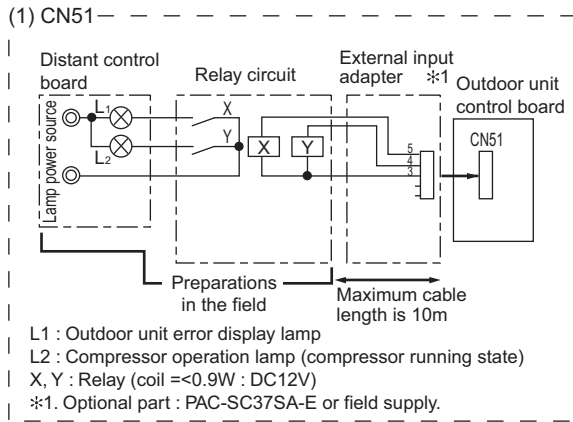 (1) CN51
Distant control
board
Relay circuit
External input
adapter ※1
Outdoor unit
control board
Lamp power source
L1
L2
X
Y
X
Y
5
4
3
CN51
Preparations
in the field
Maximum cable
length is 10m
L1 : Outdoor unit error display lamp
L2 : Compressor operation lamp (compressor running state)
X, Y : Relay (coil =<0.9W : DC12V)
※1. Optional part : PAC-SC37SA-E or field supply.